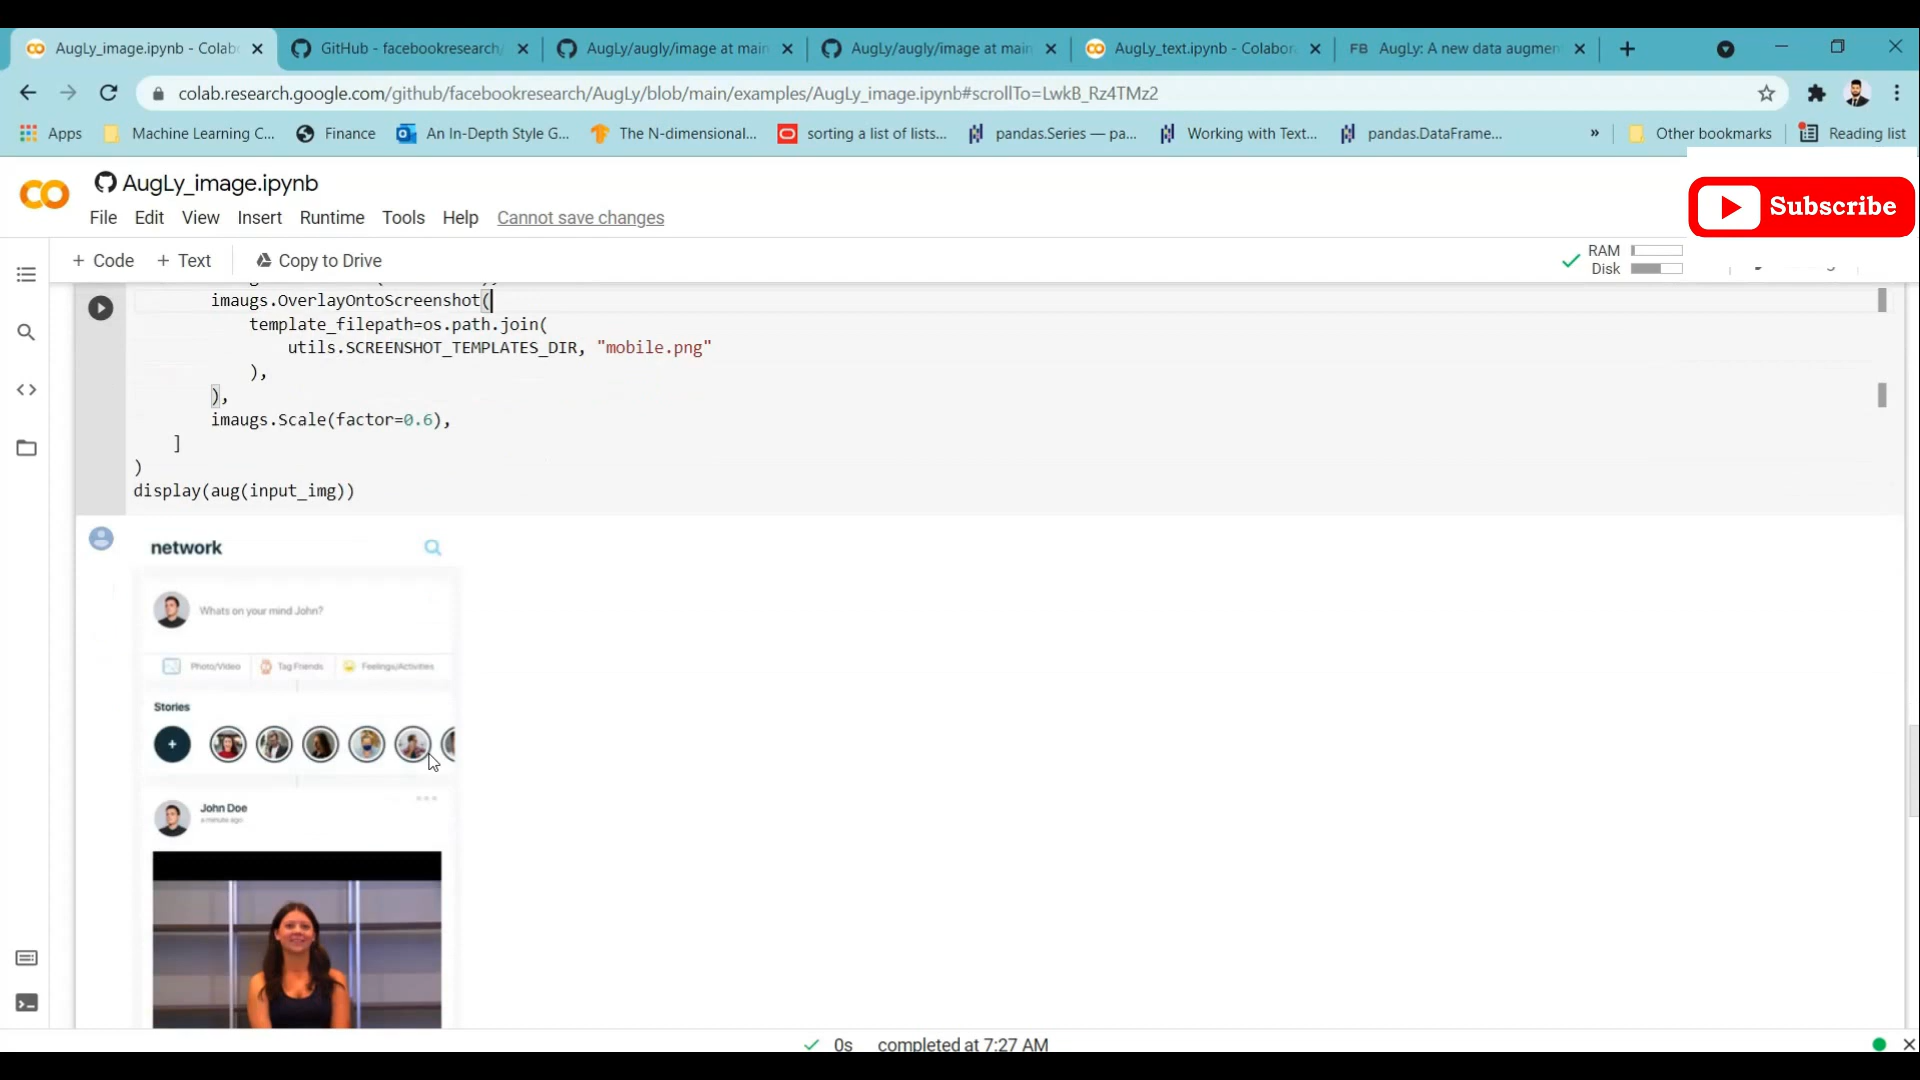 AugLy_image.ipynb - Colab
GitHub - facebookresearch/
AugLy/augly/image at main
AugLy/augly/image at main
AugLy_text.ipynb - Colabor
FB AugLy: A new data augmen
colab.research.google.com/github/facebookresearch/AugLy/blob/main/examples/AugLy_image.ipynb#scrollTo=LwkB_Rz4TMz2
Apps
Machine Learning C...
Finance
An In-Depth Style G...
The N-dimensional...
sorting a list of lists...
pandas.Series — pa...
Working with Text...
pandas.DataFrame...
»
Other bookmarks
Reading list
CO AugLy_image.ipynb
File Edit View Insert Runtime Tools Help Cannot save changes
Subscribe
+ Code + Text Copy to Drive
RAM
Disk
imaugs.OverlayOntoScreenshot(
template_filepath=os.path.join(
utils.SCREENSHOT_TEMPLATES_DIR, "mobile.png"
),
),
imaugs.Scale(factor=0.6),
]
)
display(aug(input_img))
network
Whats on your mind John?
Photo/Video Tag Friends Feelings/Activities
Stories
John Doe
a minute ago
0s completed at 7:27 AM